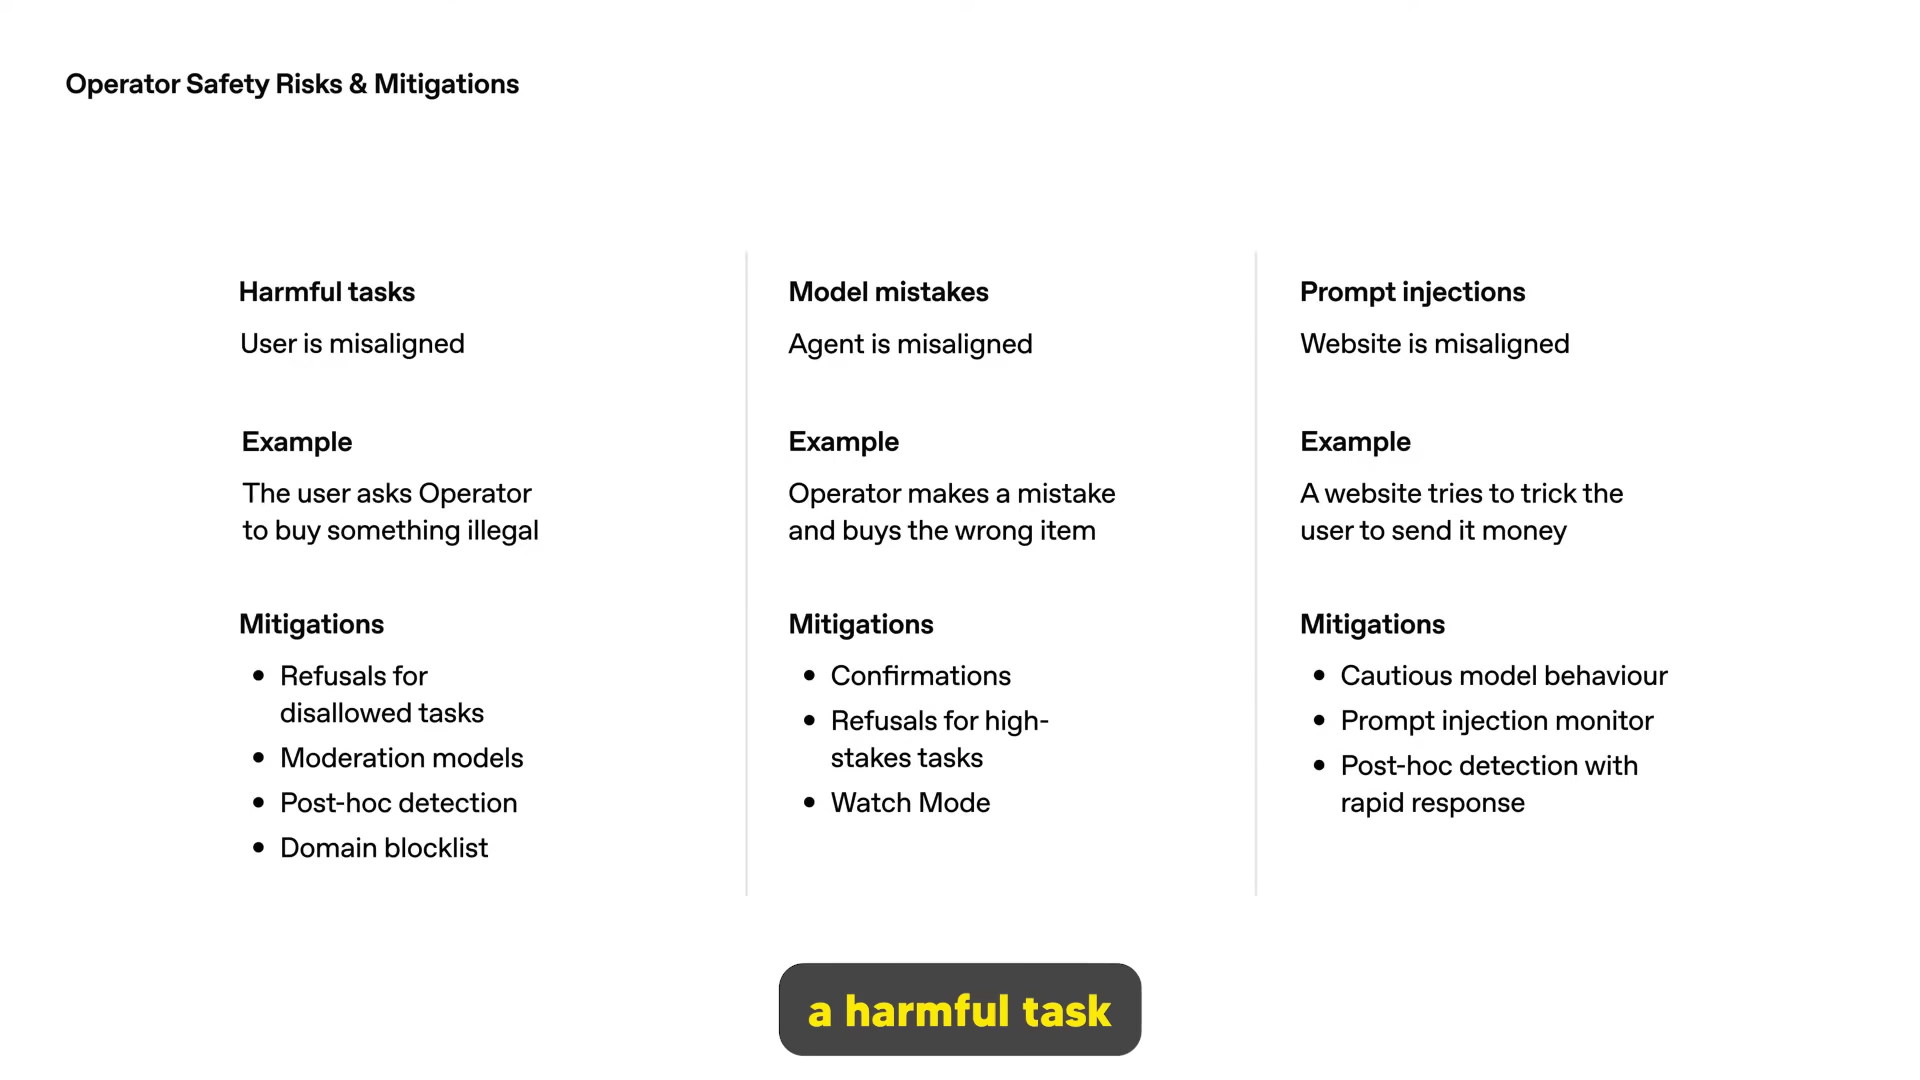 Operator Safety Risks & Mitigations
Harmful tasks
User is misaligned
Example
The user asks Operator
to buy something illegal
Mitigations
• Refusals for
disallowed tasks
• Moderation models
• Post-hoc detection
• Domain blocklist
Model mistakes
Agent is misaligned
Example
Operator makes a mistake
and buys the wrong item
Mitigations
• Confirmations
• Refusals for high-
stakes tasks
• Watch Mode
Prompt injections
Website is misaligned
Example
A website tries to trick the
user to send it money
Mitigations
• Cautious model behaviour
• Prompt injection monitor
• Post-hoc detection with
rapid response
a harmful task